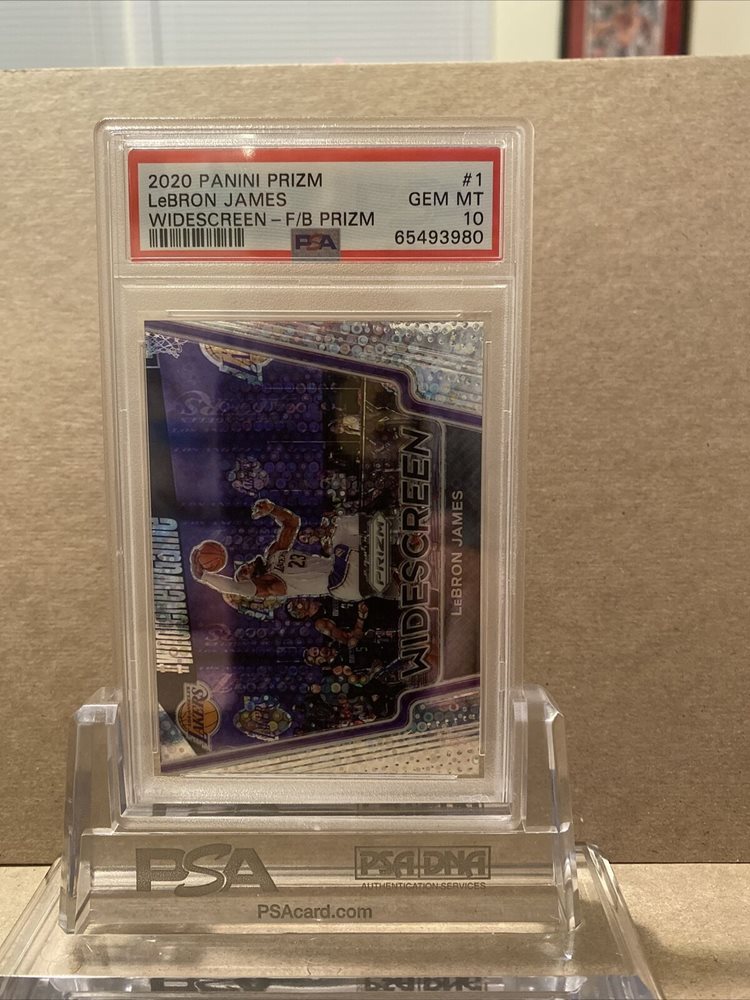 2020 PANINI PRIZM #1
LeBRON JAMES GEM MT
WIDESCREEN – F/B PRIZM 10
PSA 65493980
LAKERS
23
PRIZM
WIDESCREEN
LEBRON JAMES
PSA
PSA/DNA
AUTHENTICATION SERVICES
PSAcard.com